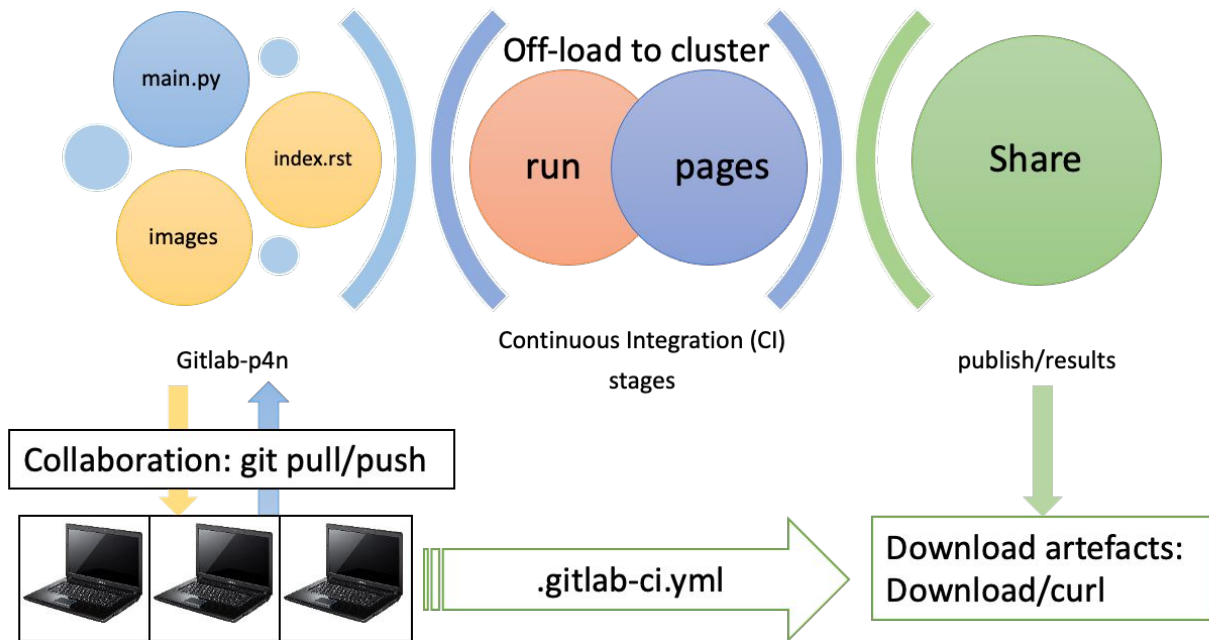 main.py
index.rst
images
Off-load to cluster
run
pages
Share
Gitlab-p4n
Continuous Integration (CI)
stages
publish/results
Collaboration: git pull/push
.gitlab-ci.yml
Download artefacts:
Download/curl